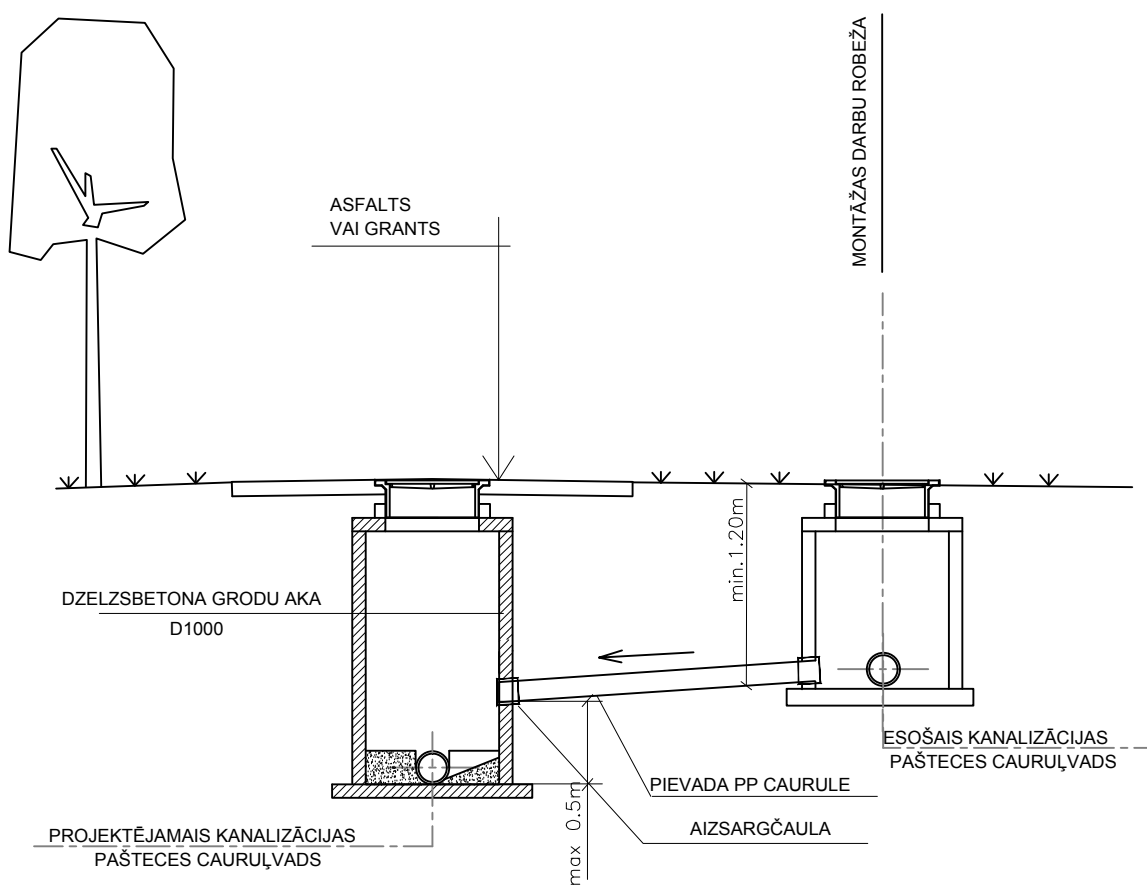 MONTĀŽAS DARBU ROBEŽA
ASFALTS
VAI GRANTS
min.1.20m
DZELZSBETONA GRODU AKA
D1000
ESOŠAIS KANALIZĀCIJAS
PAŠTECES CAURUĻVADS
PIEVADA PP CAURULE
AIZSARGČAULA
max 0.5m
PROJEKTĒJAMAIS KANALIZĀCIJAS
PAŠTECES CAURUĻVADS